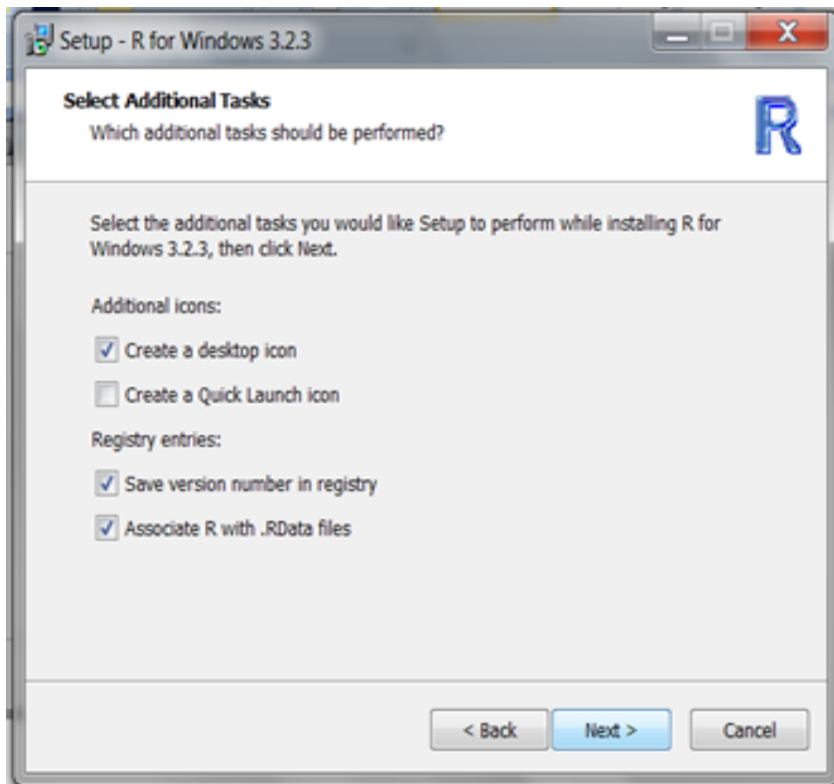 Setup - R for Windows 3.2.3
Select Additional Tasks
Which additional tasks should be performed?
R
Select the additional tasks you would like Setup to perform while installing R for
Windows 3.2.3, then click Next.
Additional icons:
Create a desktop icon
Create a Quick Launch icon
Registry entries:
Save version number in registry
Associate R with .RData files
< Back Next > Cancel